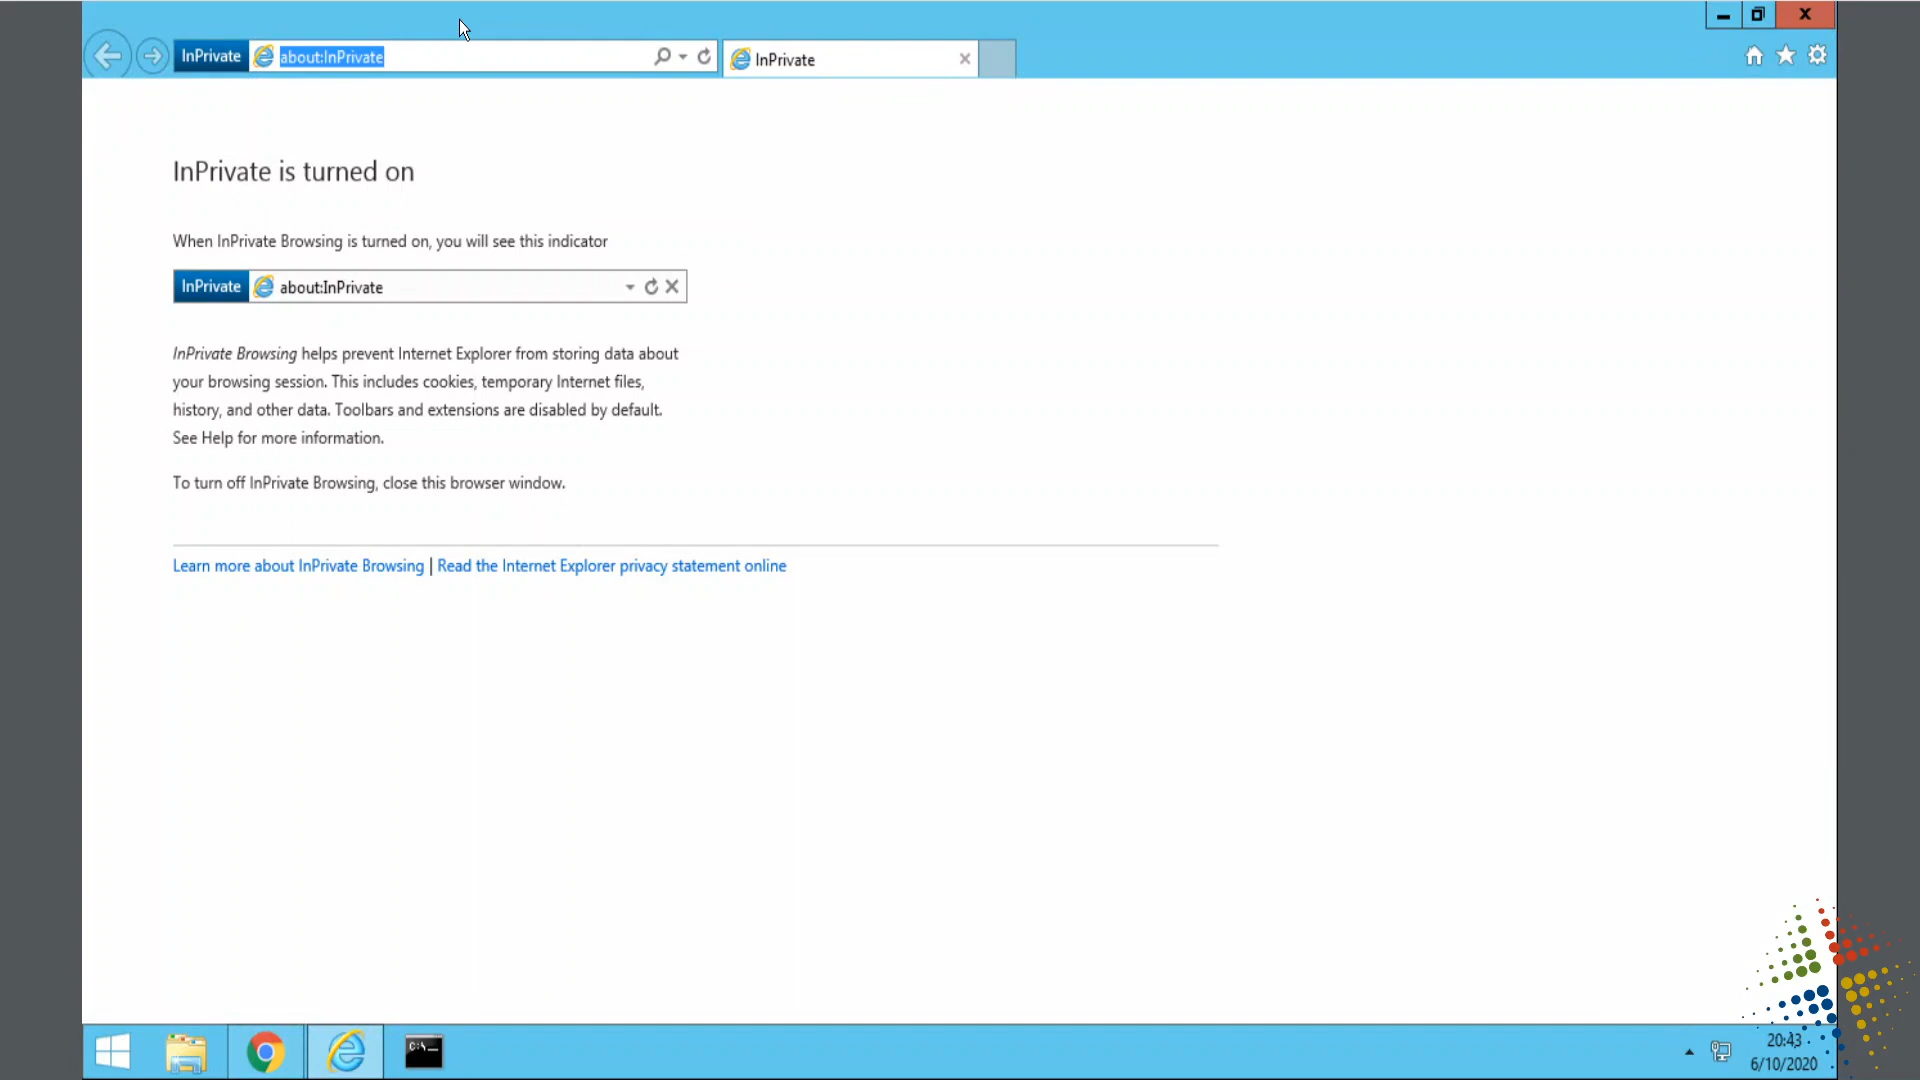 InPrivate about:InPrivate InPrivate
InPrivate is turned on
When InPrivate Browsing is turned on, you will see this indicator
InPrivate about:InPrivate
InPrivate Browsing helps prevent Internet Explorer from storing data about
your browsing session. This includes cookies, temporary Internet files,
history, and other data. Toolbars and extensions are disabled by default.
See Help for more information.
To turn off InPrivate Browsing, close this browser window.
Learn more about InPrivate Browsing | Read the Internet Explorer privacy statement online
C:\_
20:43
6/10/2020